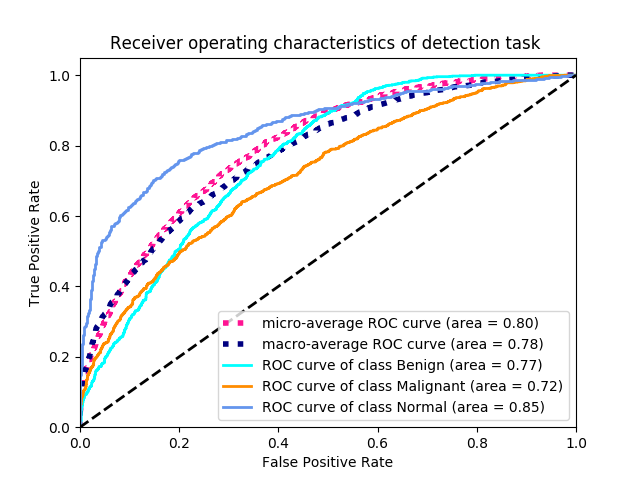 Receiver operating characteristics of detection task
True Positive Rate
1.0
0.8
0.6
0.4
0.2
0.0
micro-average ROC curve (area = 0.80)
macro-average ROC curve (area = 0.78)
ROC curve of class Benign (area = 0.77)
ROC curve of class Malignant (area = 0.72)
ROC curve of class Normal (area = 0.85)
0.0 0.2 0.4 0.6 0.8 1.0
False Positive Rate